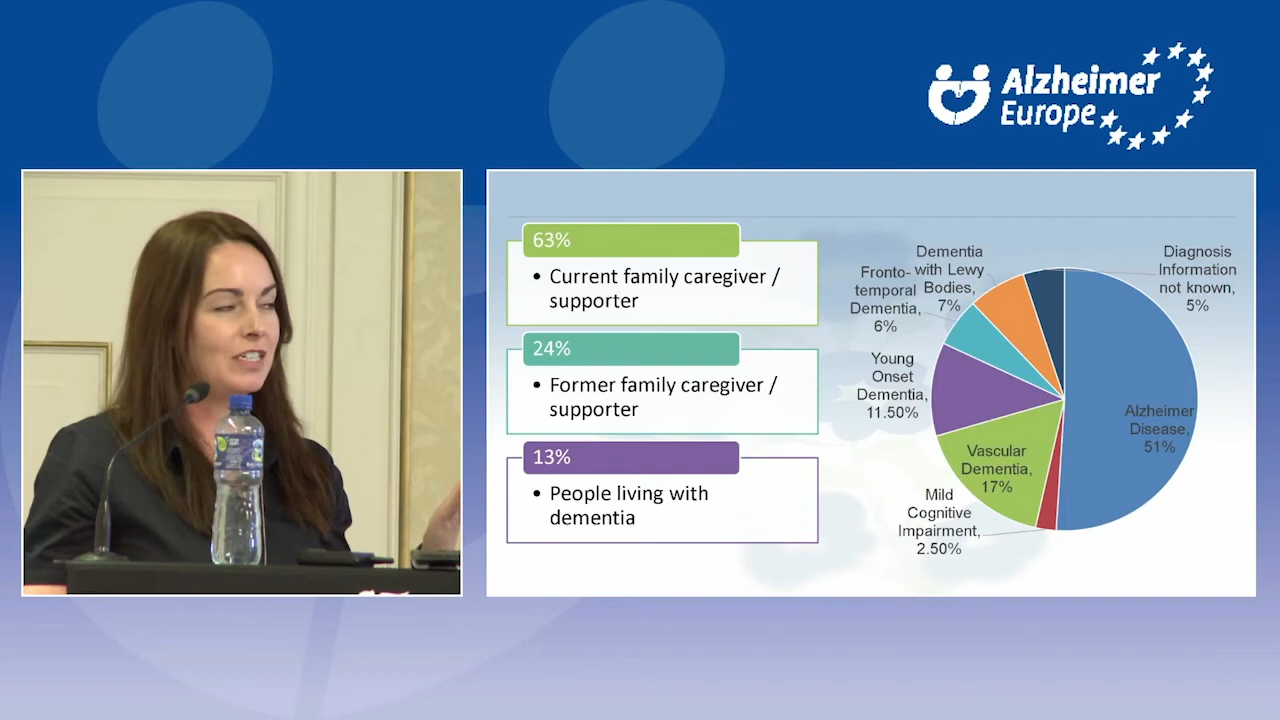 Alzheimer
Europe
63%
• Current family caregiver /
supporter
24%
• Former family caregiver /
supporter
13%
• People living with
dementia
Dementia
with Lewy
Bodies,
7%
Fronto-
temporal
Dementia,
6%
Diagnosis
Information
not known,
5%
Young
Onset
Dementia,
11.50%
Alzheimer
Disease,
51%
Vascular
Dementia,
17%
Mild
Cognitive
Impairment,
2.50%